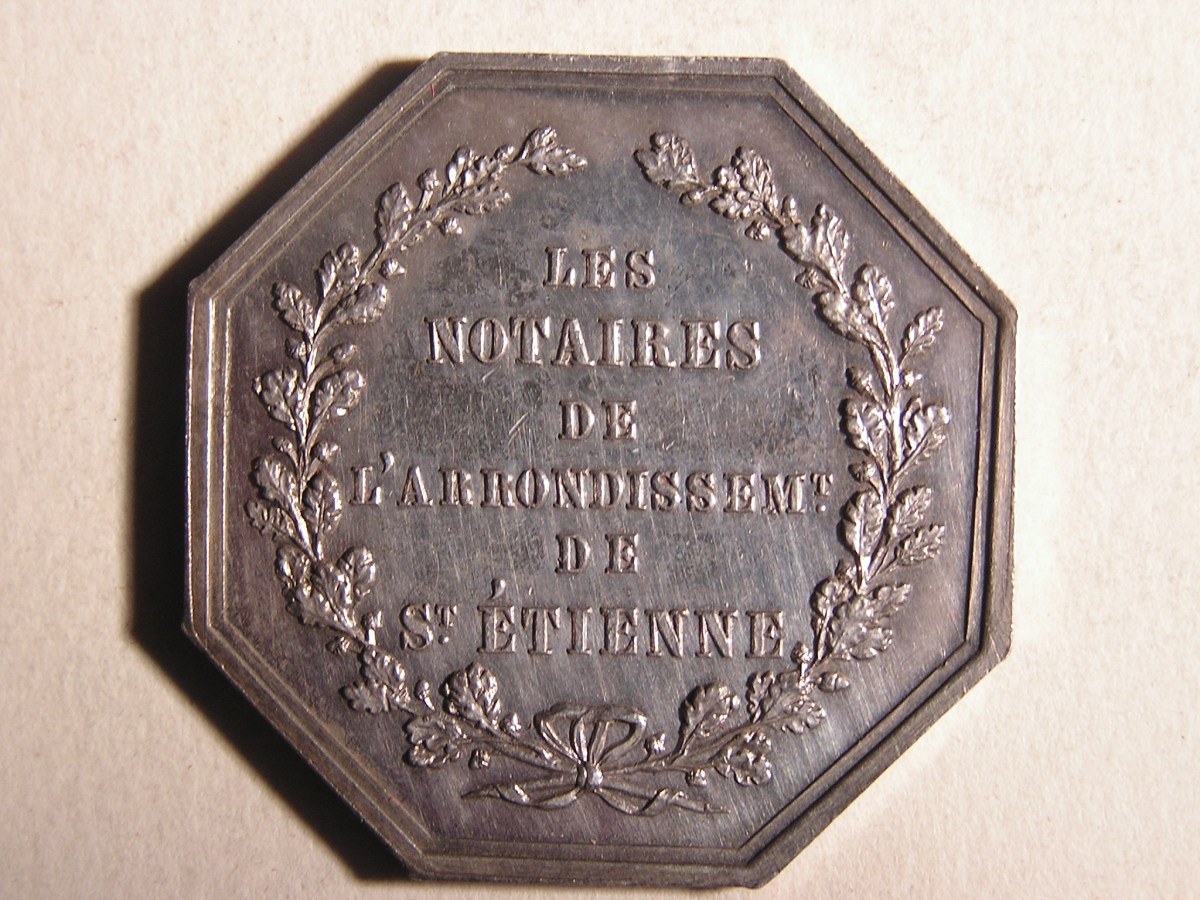 LES
NOTAIRES
DE
L'ARRONDISSEMT.
DE
ST. ÉTIENNE